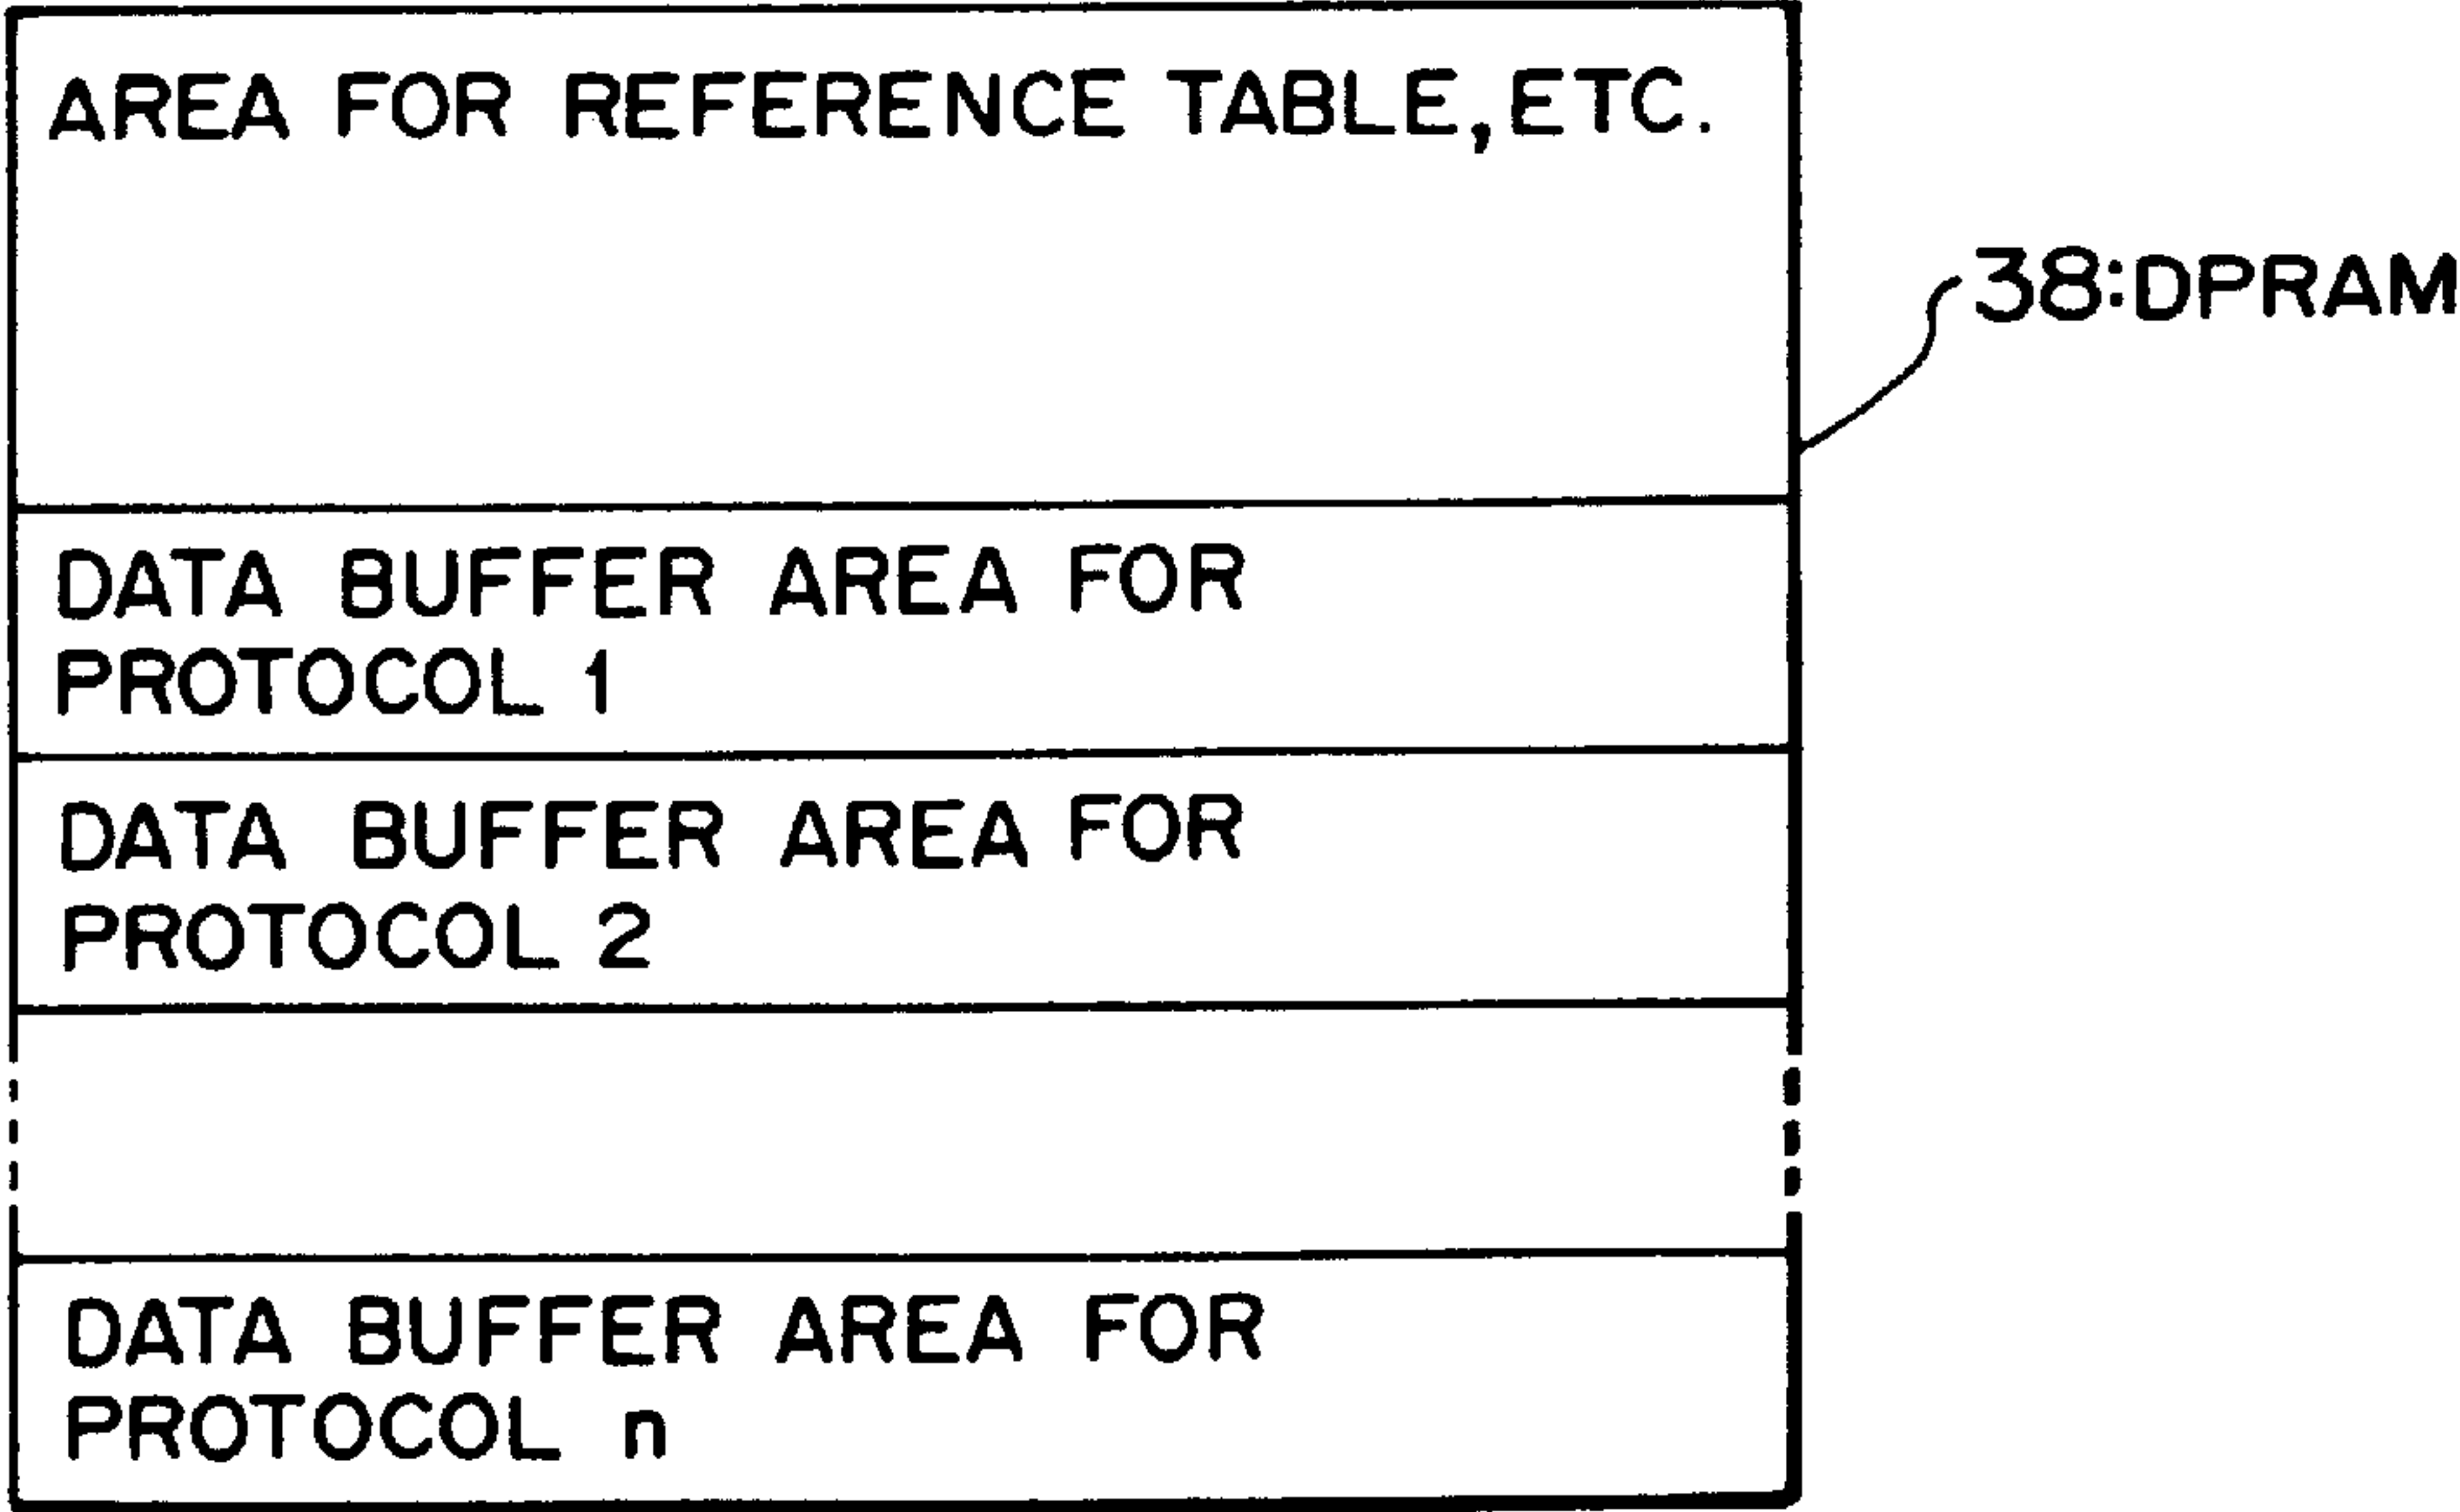 AREA FOR REFERENCE TABLE,ETC.
38:DPRAM
DATA BUFFER AREA FOR
PROTOCOL 1
DATA BUFFER AREA FOR
PROTOCOL 2
DATA BUFFER AREA FOR
PROTOCOL n